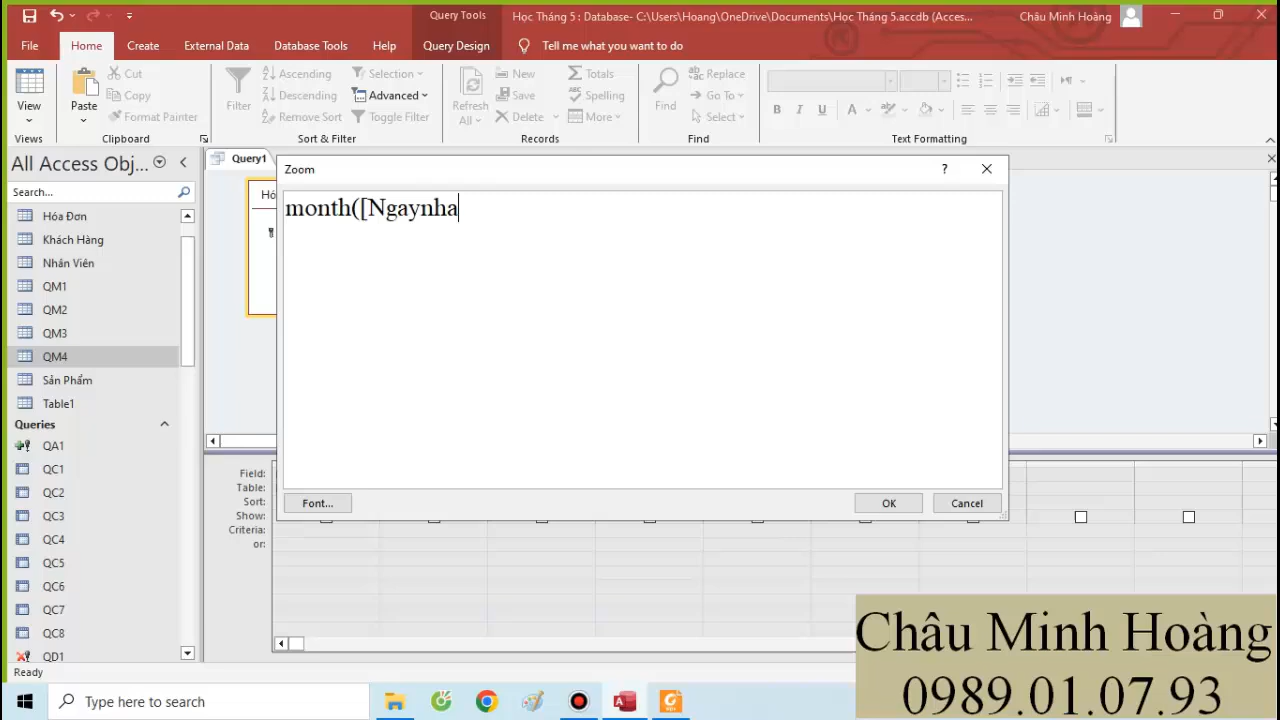 Query Tools
Học Tháng 5 : Database- C:\Users\Hoang\OneDrive\Documents\Học Tháng 5.accdb (Acces...
Châu Minh Hoàng
File Home Create External Data Database Tools Help Query Design Tell me what you want to do
View
Views
Paste
Cut
Copy
Format Painter
Clipboard
Filter
Ascending
Descending
Remove Sort
Selection
Advanced
Toggle Filter
Sort & Filter
Refresh
All
New
Save
Delete
Totals
Spelling
More
Records
Find
Replace
Go To
Select
Find
B I U A
Text Formatting
All Access Obj...
Search...
Hóa Đơn
Khách Hàng
Nhân Viên
QM1
QM2
QM3
QM4
Sản Phẩm
Table1
Queries
QA1
QC1
QC2
QC3
QC4
QC5
QC6
QC7
QC8
QD1
Query1
Hó
Zoom
?
month([Ngaynha
Font...
OK
Cancel
Field:
Table:
Sort:
Show:
Criteria:
or:
Ready
Type here to search
Châu Minh Hoàng
0989.01.07.93